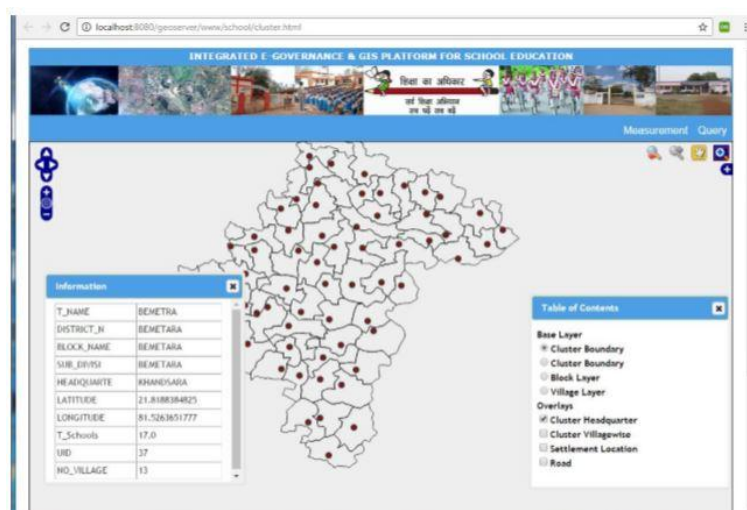 localhost:8080/geoserver/www/school/cluster.html
INTEGRATED E-GOVERNANCE & GIS PLATFORM FOR SCHOOL EDUCATION
शिक्षा का अधिकार
सर्व शिक्षा अभियान
सब पढ़ें सब बढ़ें
Measurement Query
Information
T_NAME BEMETRA
DISTRICT_N BEMETARA
BLOCK_NAME BEMETARA
SUB_DIVISI BEMETARA
HEADQUARTE KHANDSARA
LATITUDE 21.8188384825
LONGITUDE 81.5263651777
T_Schools 17.0
UID 37
NO_VILLAGE 13
Table of Contents
Base Layer
Cluster Boundary
Cluster Boundary
Block Layer
Village Layer
Overlays
Cluster Headquarter
Cluster Villagewise
Settlement Location
Road